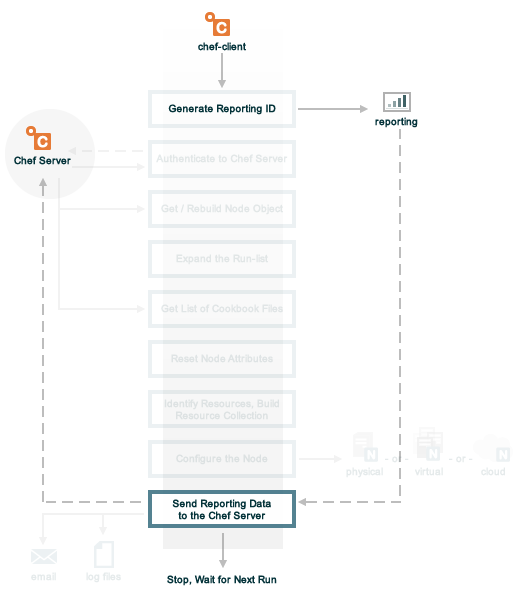 chef-client
Generate Reporting ID
reporting
Chef Server
Authenticate to Chef Server
Get / Rebuild Node Object
Expand the Run-list
Get List of Cookbook Files
Reset Node Attributes
Identify Resources, Build
Resource Collection
Configure the Node
N
- or -
N
- or -
N
physical
virtual
cloud
Send Reporting Data
to the Chef Server
email
log files
Stop, Wait for Next Run